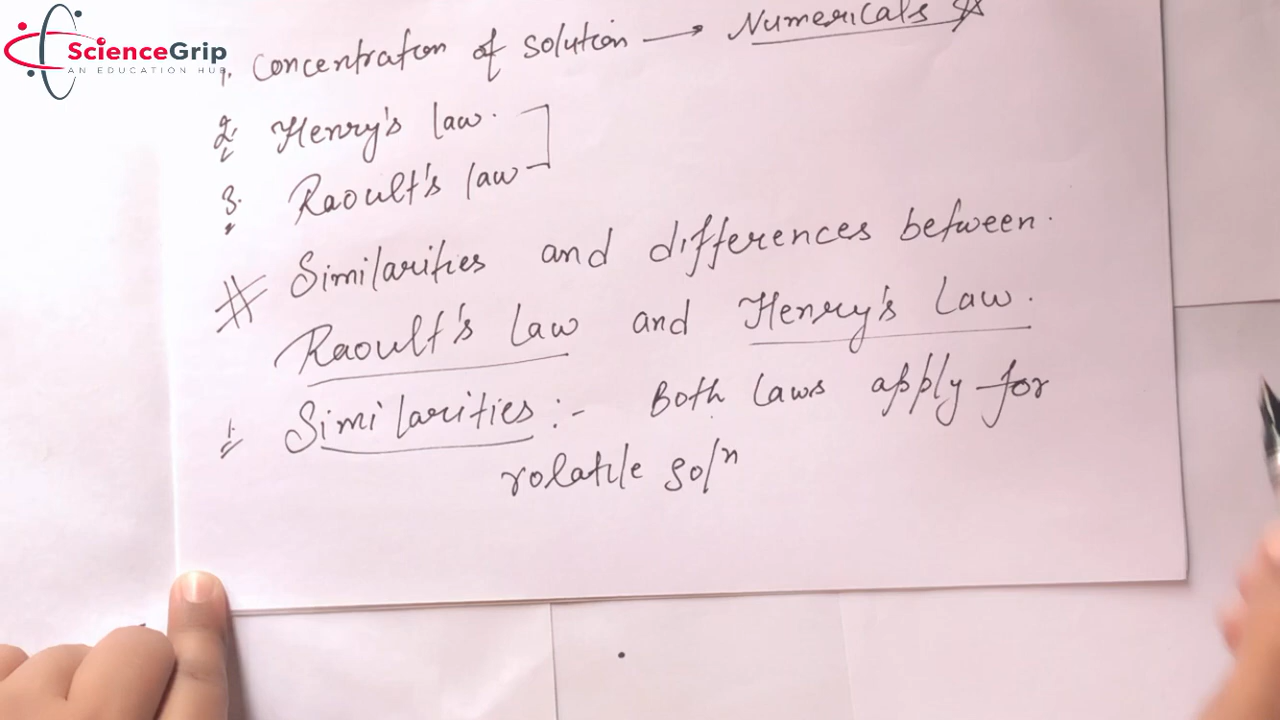 ScienceGrip
AN EDUCATION HUB
1. Concentration of solution → Numericals
2. Henry's law.
3. Raoult's law
# Similarities and differences between.
Raoult's Law and Henry's Law.
1. Similarities :- Both laws apply for
volatile solⁿ